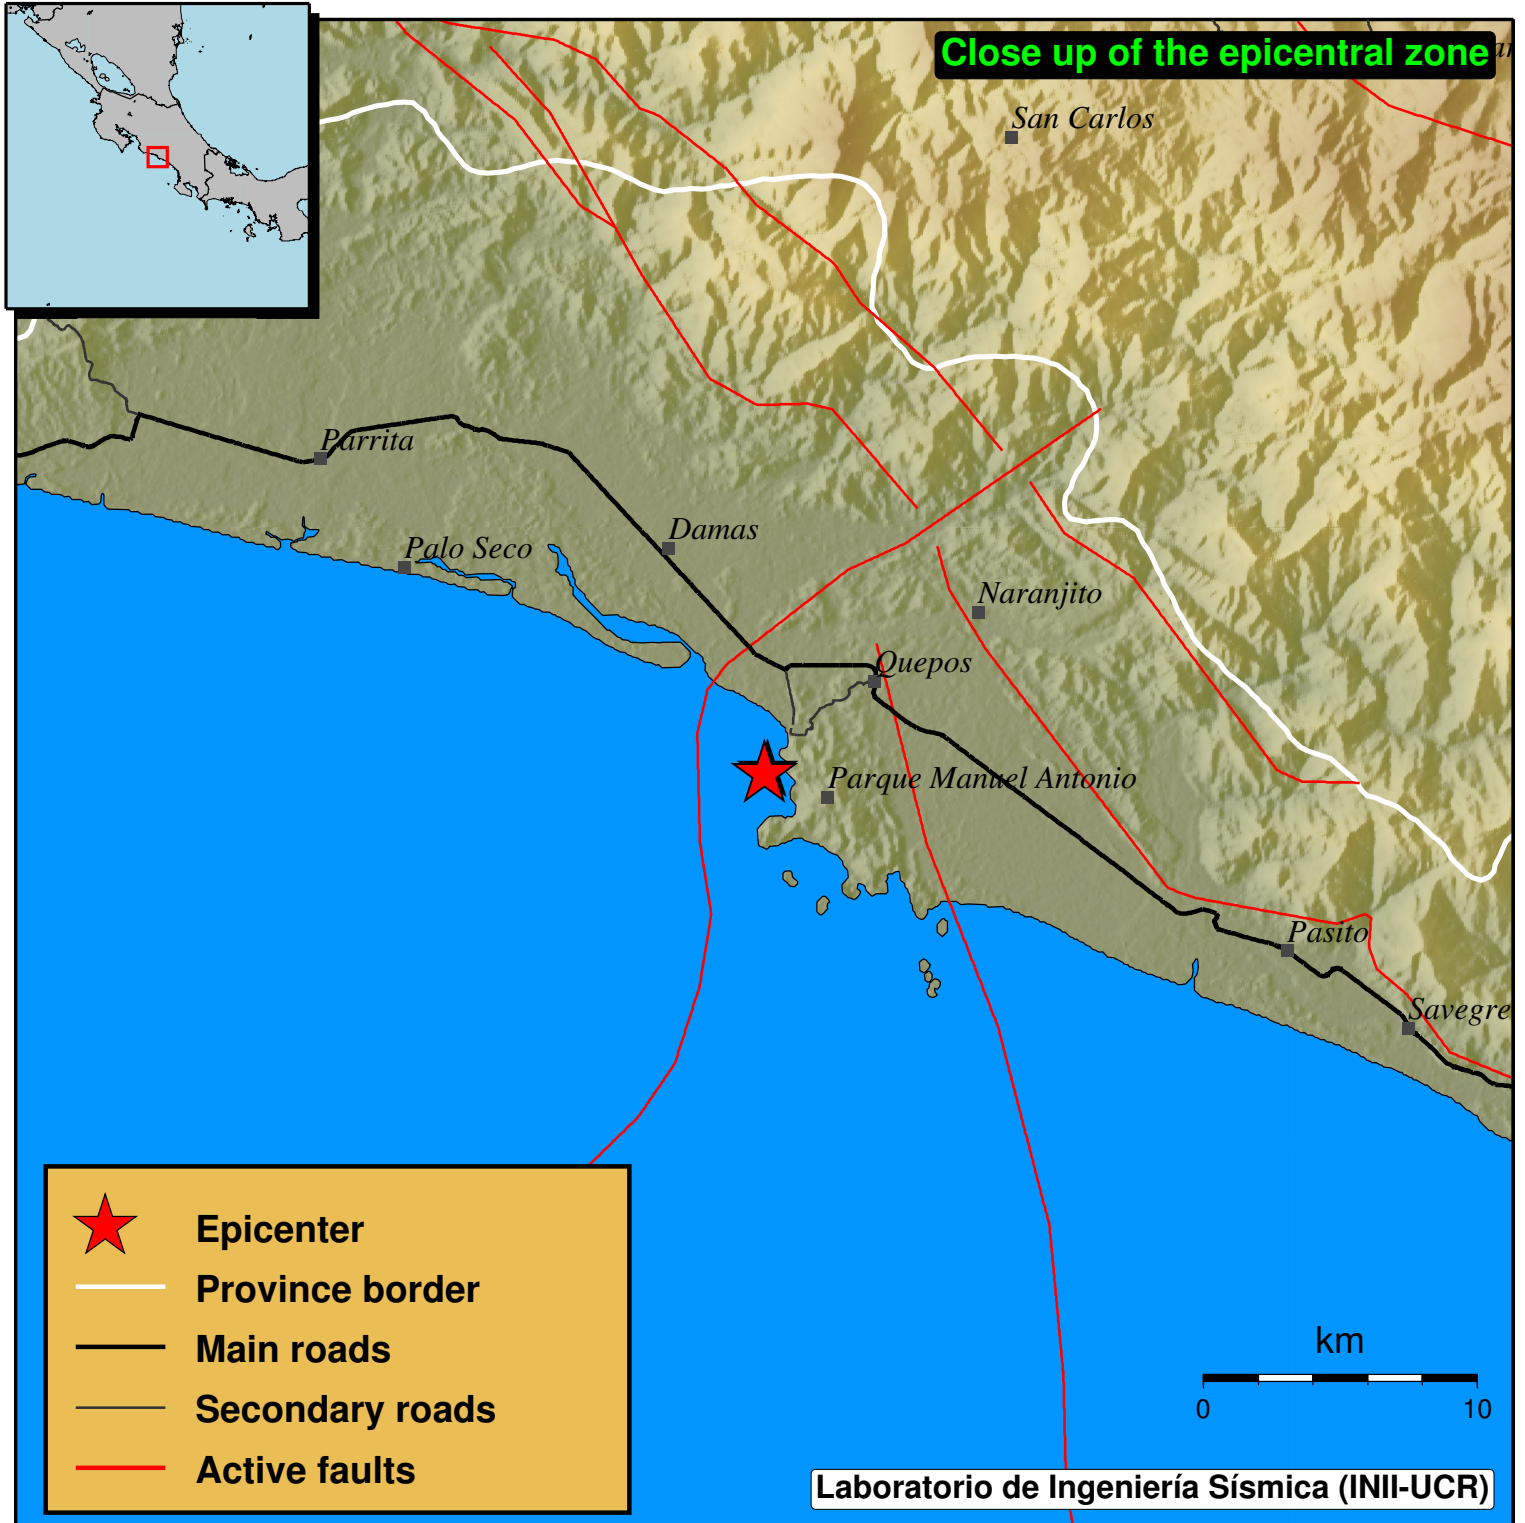 Close up of the epicentral zone
San Carlos
Parrita
Damas
Palo Seco
Naranjito
Quepos
Parque Manuel Antonio
Pasito
Savegre
Epicenter
Province border
Main roads
Secondary roads
Active faults
km
0 10
Laboratorio de Ingeniería Sísmica (INII-UCR)